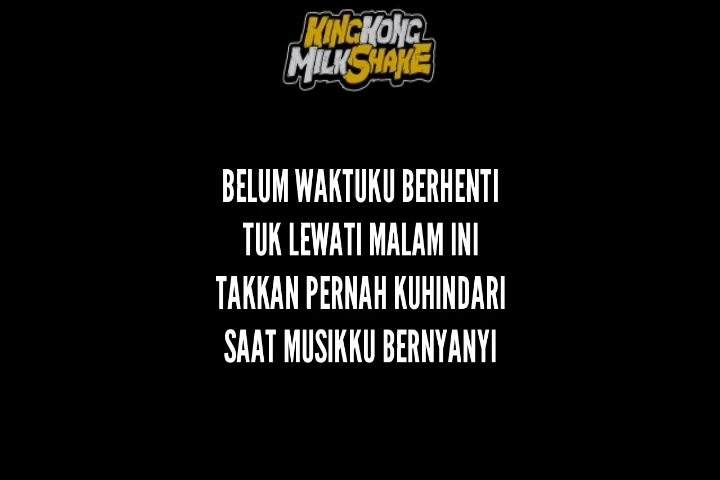 KINGKONG
MILKSHAKE
BELUM WAKTUKU BERHENTI
TUK LEWATI MALAM INI
TAKKAN PERNAH KUHINDARI
SAAT MUSIKKU BERNYANYI